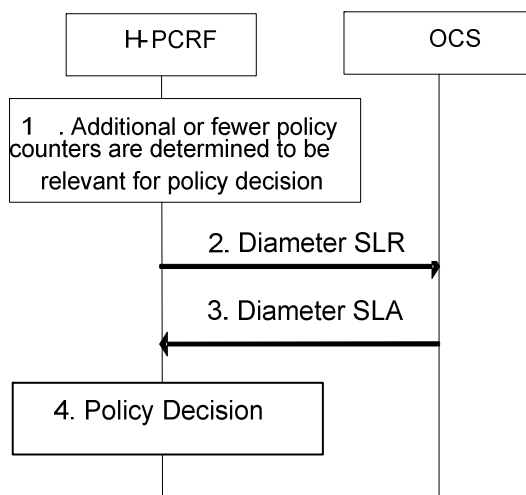 H-PCRF
OCS
1 . Additional or fewer policy
counters are determined to be
relevant for policy decision
2. Diameter SLR
3. Diameter SLA
4. Policy Decision